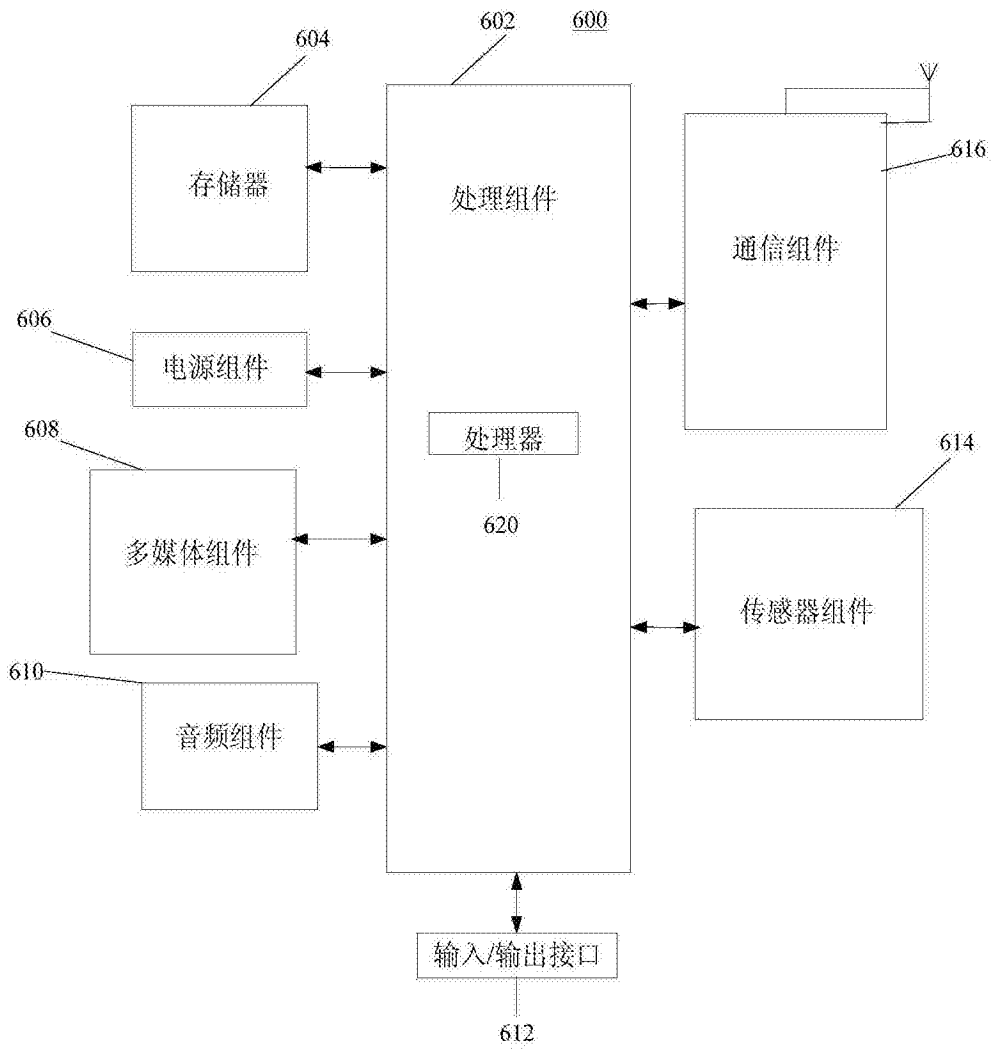 600
602
604
存储器
处理组件
616
通信组件
606
电源组件
608
处理器
620
614
多媒体组件
传感器组件
610
音频组件
输入/输出接口
612